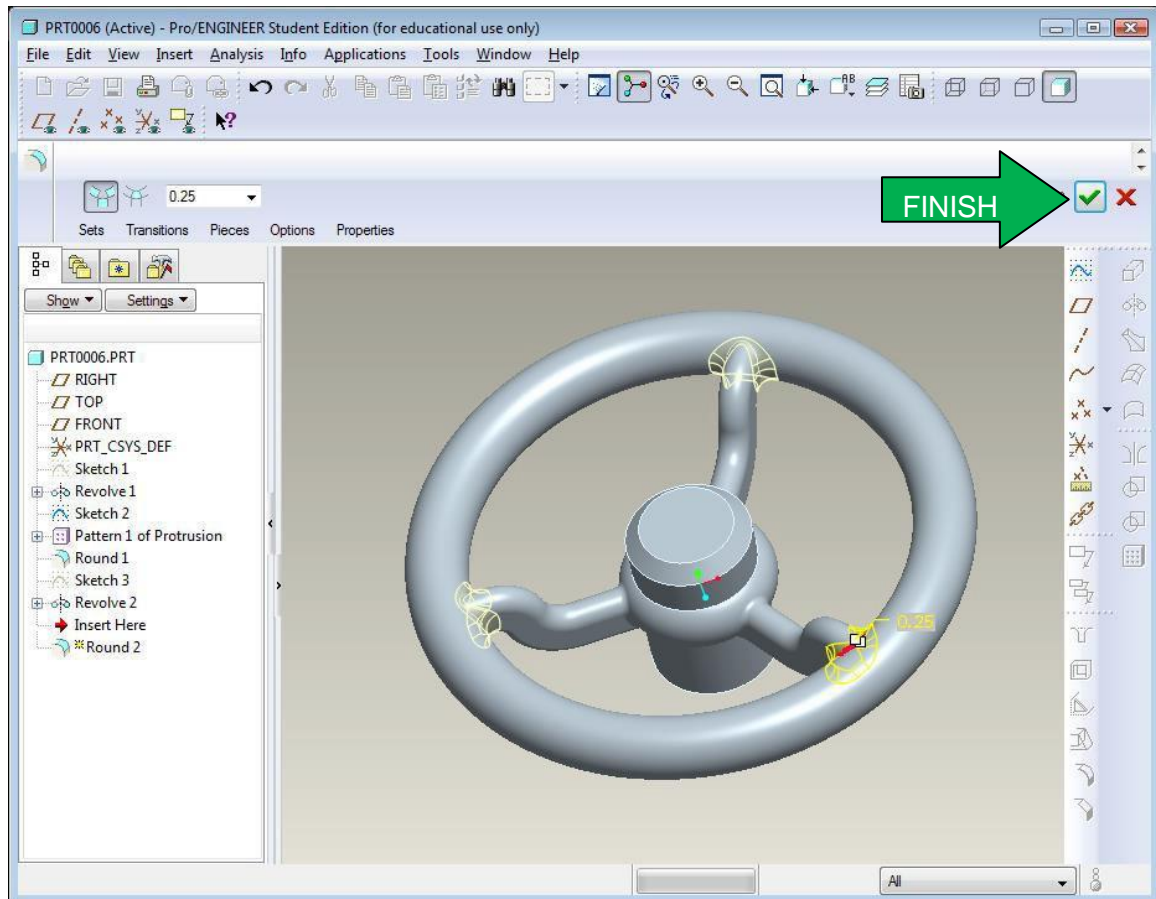 PRT0006 (Active) - Pro/ENGINEER Student Edition (for educational use only)
File Edit View Insert Analysis Info Applications Tools Window Help
0.25
FINISH
Sets Transitions Pieces Options Properties
Show Settings
PRT0006.PRT
RIGHT
TOP
FRONT
PRT_CSYS_DEF
Sketch 1
Revolve 1
Sketch 2
Pattern 1 of Protrusion
Round 1
Sketch 3
Revolve 2
Insert Here
Round 2
0.25
All